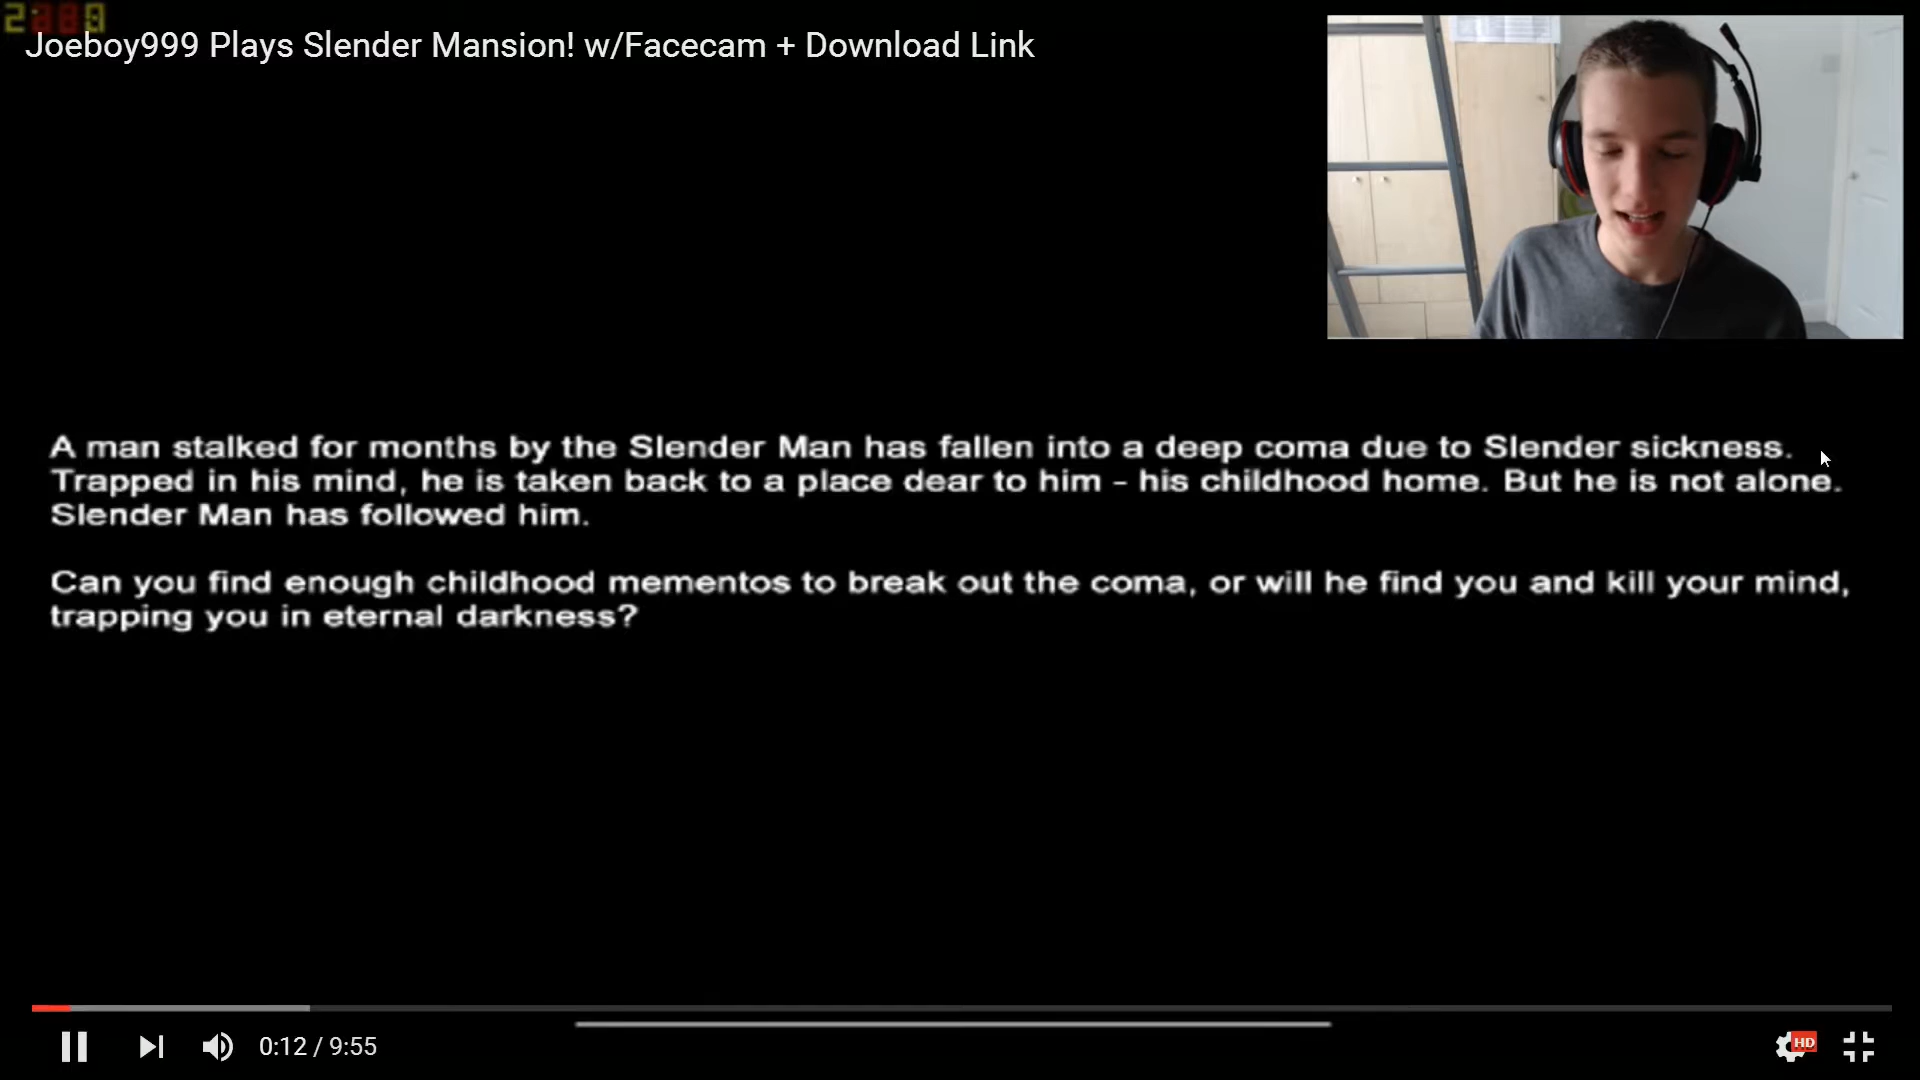 Joeboy999 Plays Slender Mansion! w/Facecam + Download Link
A man stalked for months by the Slender Man has fallen into a deep coma due to Slender sickness.
Trapped in his mind, he is taken back to a place dear to him - his childhood home. But he is not alone.
Slender Man has followed him.
Can you find enough childhood mementos to break out the coma, or will he find you and kill your mind,
trapping you in eternal darkness?
0:12 / 9:55
HD